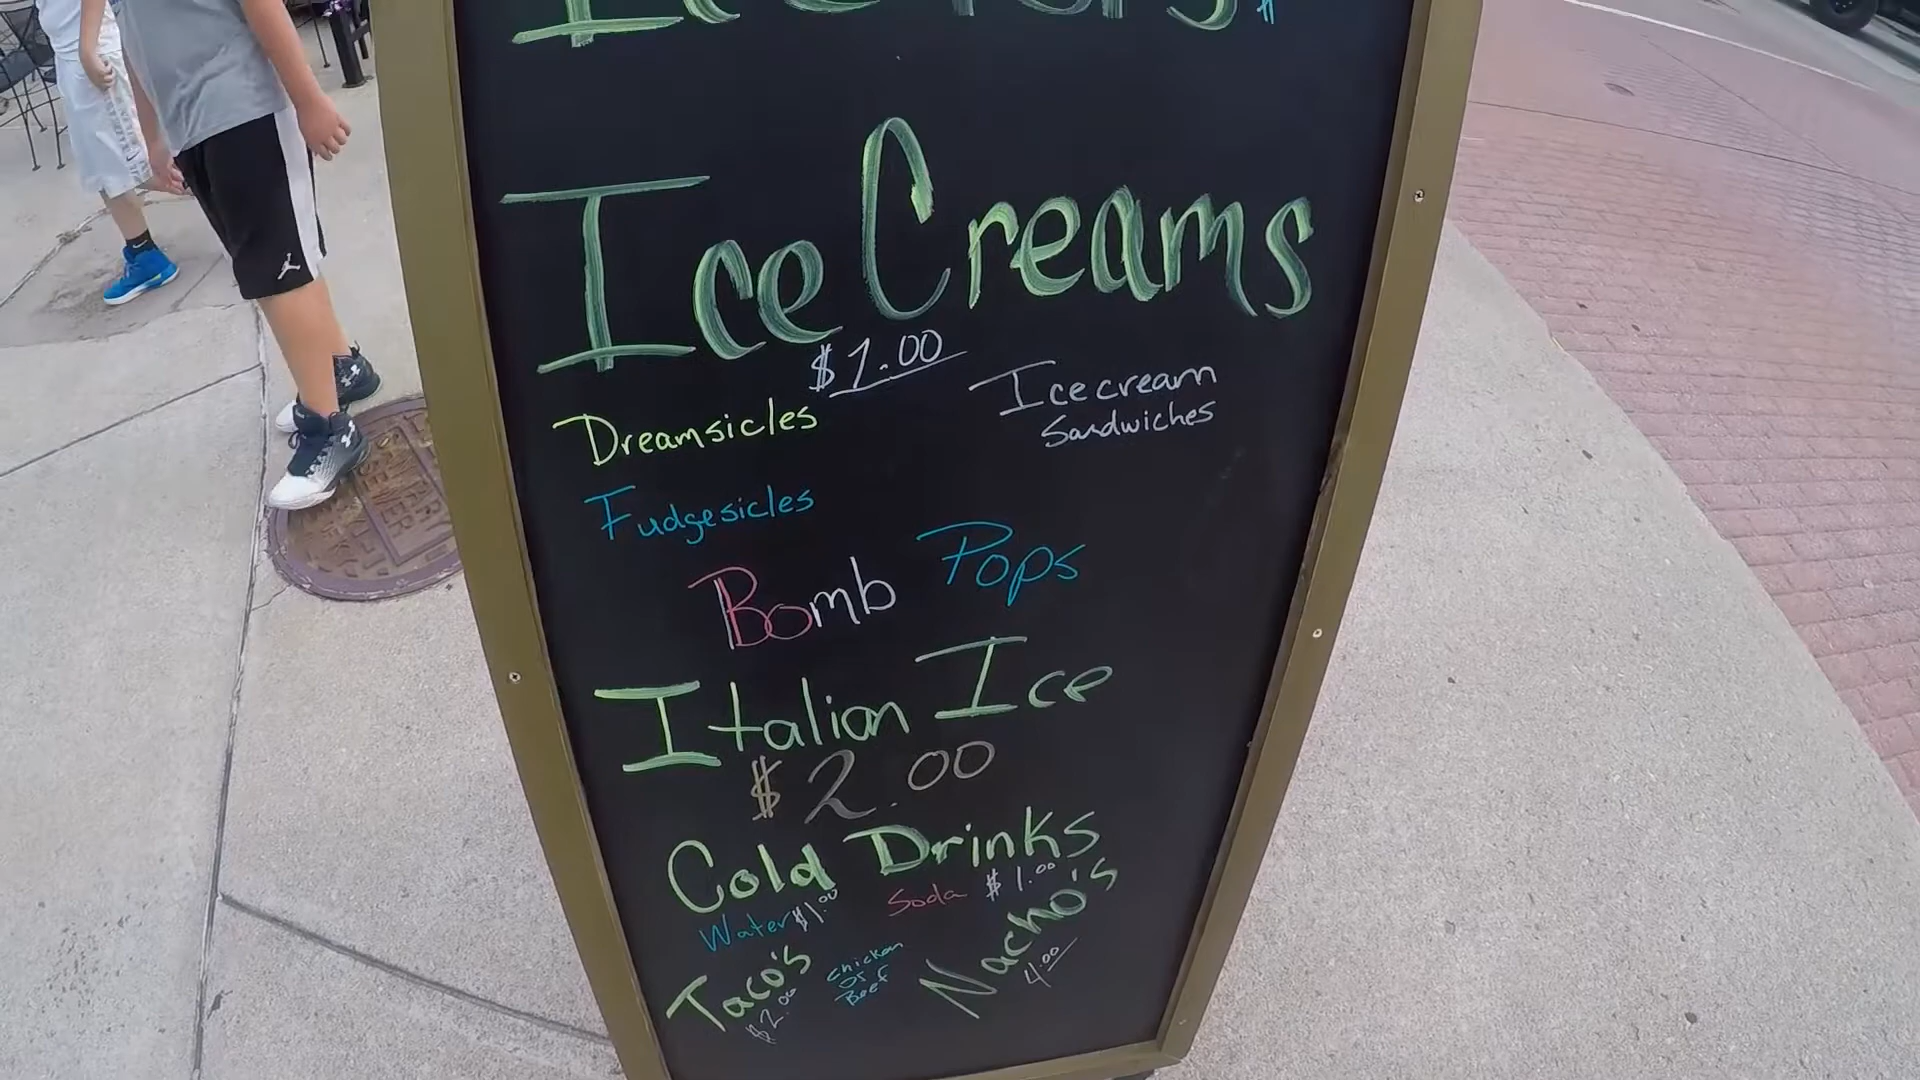 Ice Creams
$1.00
Dreamsicles
Icecream
Sandwiches
Fudgesicles
Bomb Pops
Italian Ice
$2.00
Cold Drinks
Water $1.00
Soda $1.00
Taco's
$2.00
Chicken
or
Beef
Nacho's
4.00